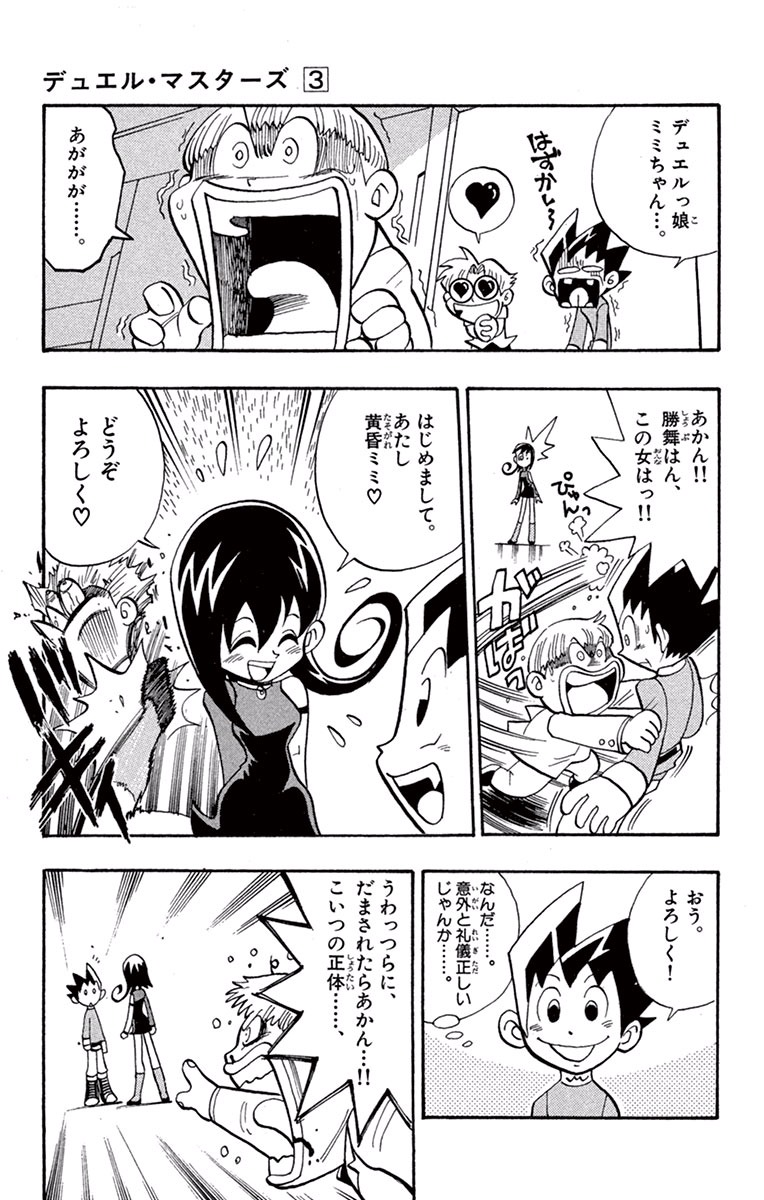 デュエル・マスターズ 3
デュエルっ娘
ミミちゃん…。
はずかし〜
あががが
……。
あかん!!
勝舞はん、
この女はっ!!
ぴゅんっ
ガばっ
はじめまして。
あたし
黄昏ミミ♡
どうぞ
よろしく♡
おう。
よろしく!
なんだ……。
意外と礼儀正しい
じゃんか……。
うわっつらに、
だまされたらあかん…!!
こいつの正体……、